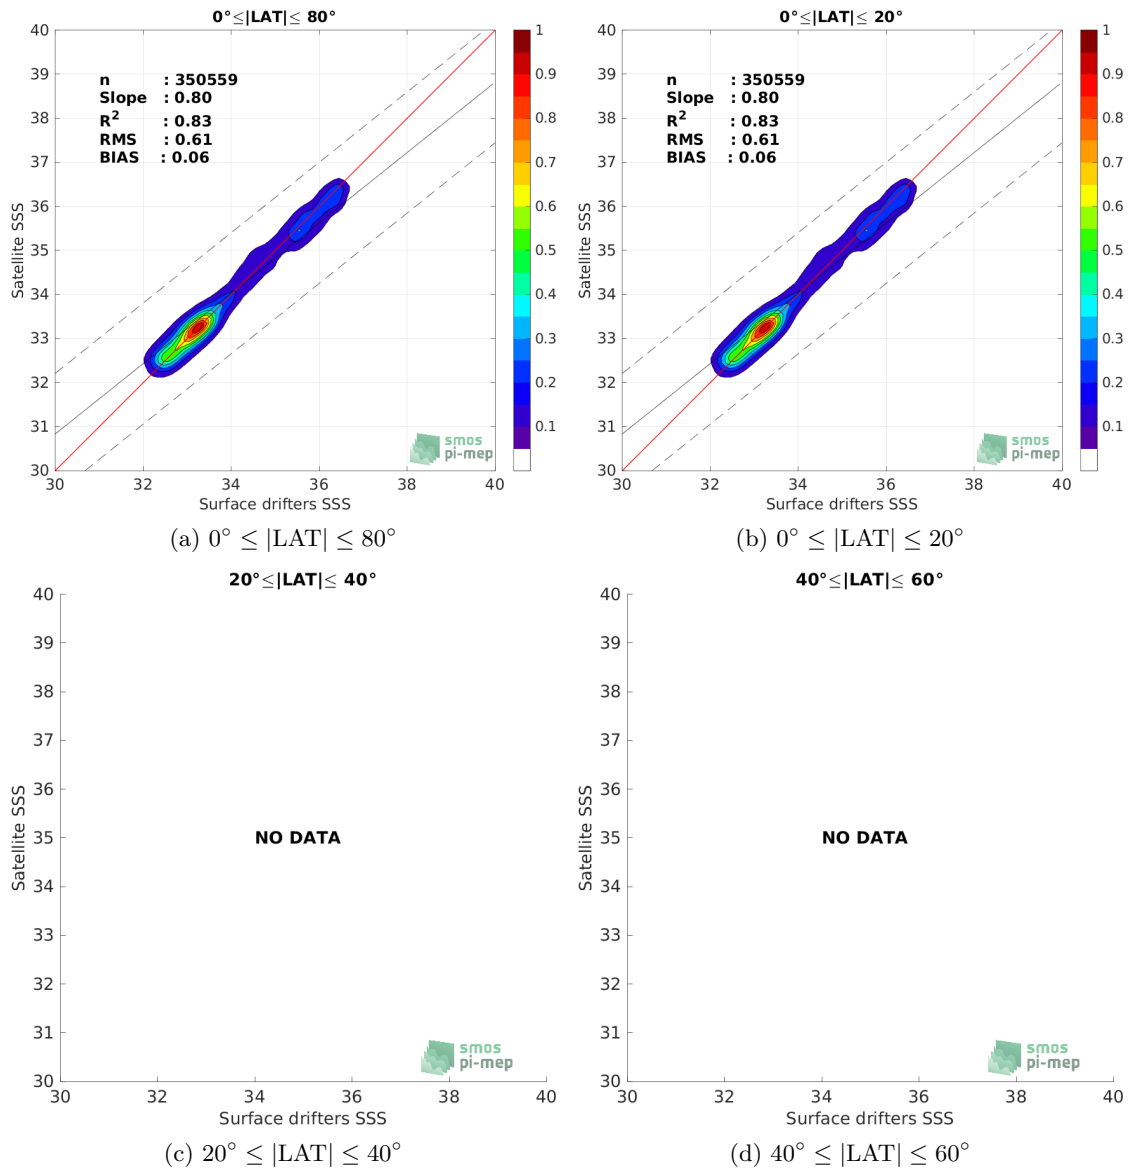 0°≤|LAT|≤ 80°
40
39
38
37
36
35
34
33
32
31
30
Satellite SSS
n : 350559
Slope : 0.80
R² : 0.83
RMS : 0.61
BIAS : 0.06
smos
pi-mep
30 32 34 36 38 40
Surface drifters SSS
1
0.9
0.8
0.7
0.6
0.5
0.4
0.3
0.2
0.1
(a) 0° ≤ |LAT| ≤ 80°
0°≤|LAT|≤ 20°
40
39
38
37
36
35
34
33
32
31
30
Satellite SSS
n : 350559
Slope : 0.80
R² : 0.83
RMS : 0.61
BIAS : 0.06
smos
pi-mep
30 32 34 36 38 40
Surface drifters SSS
1
0.9
0.8
0.7
0.6
0.5
0.4
0.3
0.2
0.1
(b) 0° ≤ |LAT| ≤ 20°
20°≤|LAT|≤ 40°
40
39
38
37
36
35
34
33
32
31
30
Satellite SSS
NO DATA
smos
pi-mep
30 32 34 36 38 40
Surface drifters SSS
(c) 20° ≤ |LAT| ≤ 40°
40°≤|LAT|≤ 60°
40
39
38
37
36
35
34
33
32
31
30
Satellite SSS
NO DATA
smos
pi-mep
30 32 34 36 38 40
Surface drifters SSS
(d) 40° ≤ |LAT| ≤ 60°